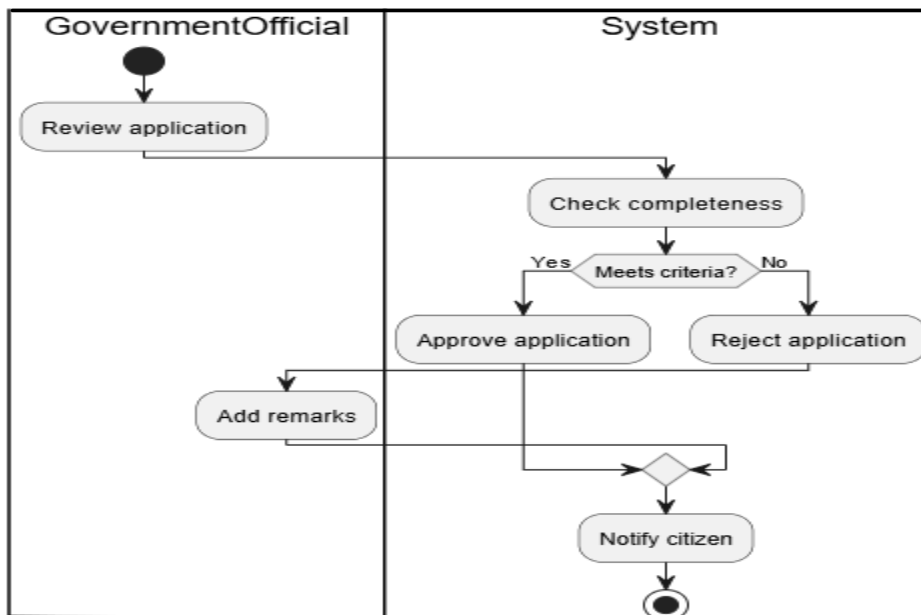 GovernmentOfficial
System
Review application
Check completeness
Yes
Meets criteria?
No
Approve application
Reject application
Add remarks
Notify citizen